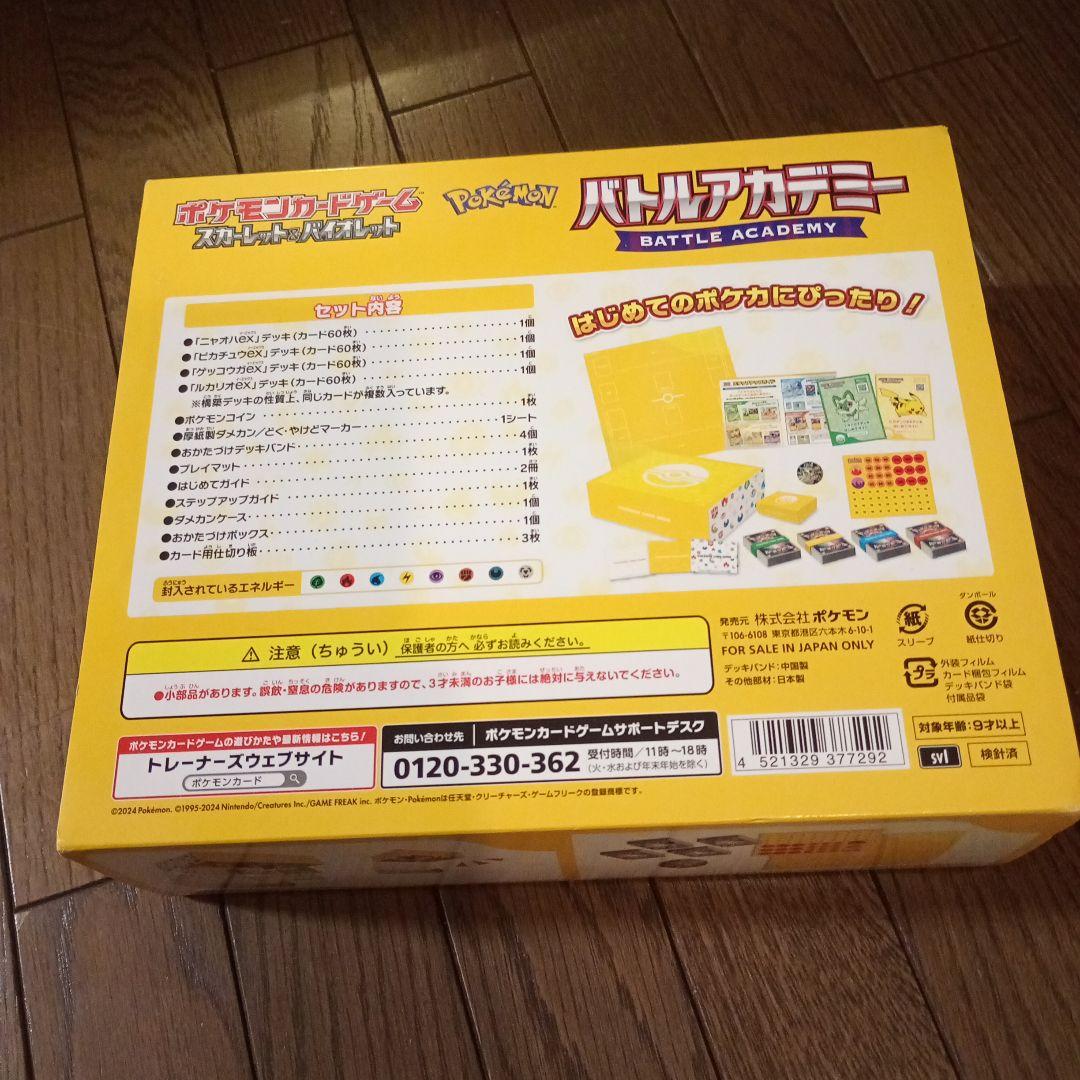 ポケモンカードゲーム™
スカーレット&バイオレット
POKéMON™
バトルアカデミー
BATTLE ACADEMY
セット内容
●「ニャオハex」デッキ(カード60枚) 1個
●「ピカチュウex」デッキ(カード60枚) 1個
●「ゲッコウガex」デッキ(カード60枚) 1個
●「ルカリオex」デッキ(カード60枚) 1個
※構築デッキの性質上、同じカードが複数入っています。
●ポケモンコイン 1枚
●厚紙製ダメカン/どく・やけどマーカー 1シート
●おかたづけデッキバンド 4個
●プレイマット 1枚
●はじめてガイド 2冊
●ステップアップガイド 1枚
●ダメカンケース 1個
●おかたづけボックス 1個
●カード用仕切り板 3枚
封入されているエネルギー
はじめてのポケカにぴったり!
注意(ちゅうい) 保護者の方へ 必ずお読みください。
●小部品があります。誤飲・窒息の危険がありますので、3才未満のお子様には絶対に与えないでください。
発売元 株式会社 ポケモン
〒106-6108 東京都港区六本木6-10-1
FOR SALE IN JAPAN ONLY
デッキバンド:中国製
その他部材:日本製
紙
スリーブ
ダンボール
紙仕切り
プラ
外装フィルム
カード梱包フィルム
デッキバンド袋
付属品袋
ポケモンカードゲームの遊びかたや最新情報はこちら!
トレーナーズウェブサイト
ポケモンカード
お問い合わせ先 ポケモンカードゲームサポートデスク
0120-330-362 受付時間/11時〜18時
(火・水および年末年始を除く)
4 521329 377292
対象年齢:9才以上
svI 検針済
©2024 Pokémon. ©1995-2024 Nintendo/Creatures Inc./GAME FREAK inc. ポケモン・Pokémonは任天堂・クリーチャーズ・ゲームフリークの登録商標です。